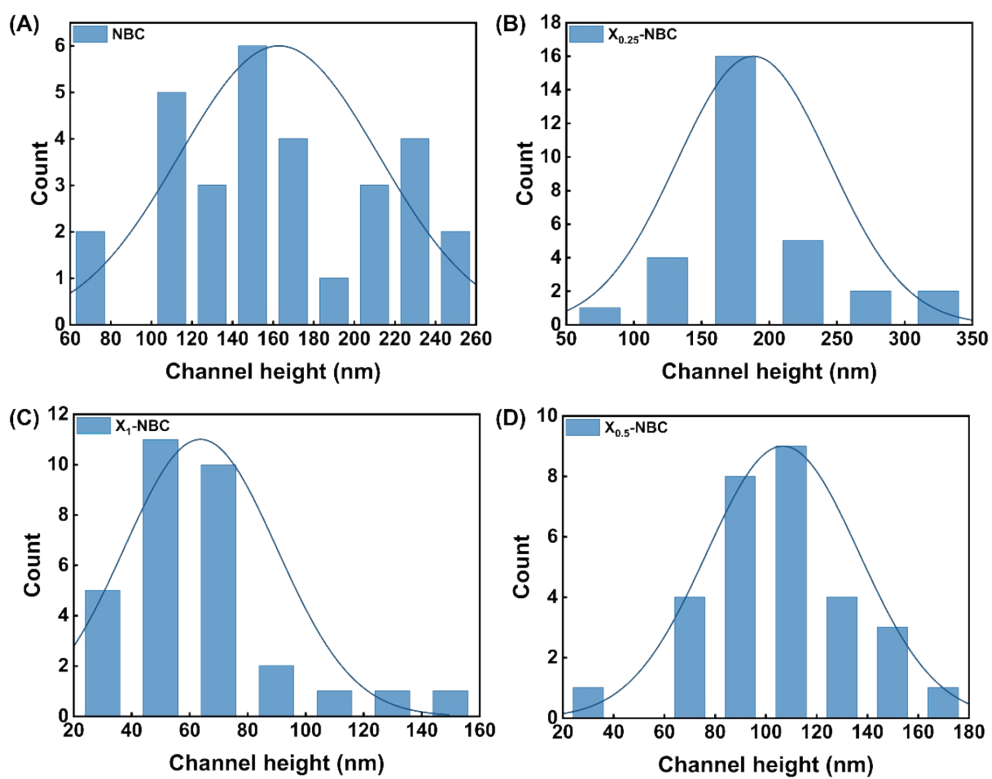 (A)
NBC
6
5
4
3
2
1
0
Count
60 80 100 120 140 160 180 200 220 240 260
Channel height (nm)
(B)
X0.25-NBC
18
16
14
12
10
8
6
4
2
0
Count
50 100 150 200 250 300 350
Channel height (nm)
(C)
X1-NBC
12
10
8
6
4
2
0
Count
20 40 60 80 100 120 140 160
Channel height (nm)
(D)
X0.5-NBC
10
8
6
4
2
0
Count
20 40 60 80 100 120 140 160 180
Channel height (nm)